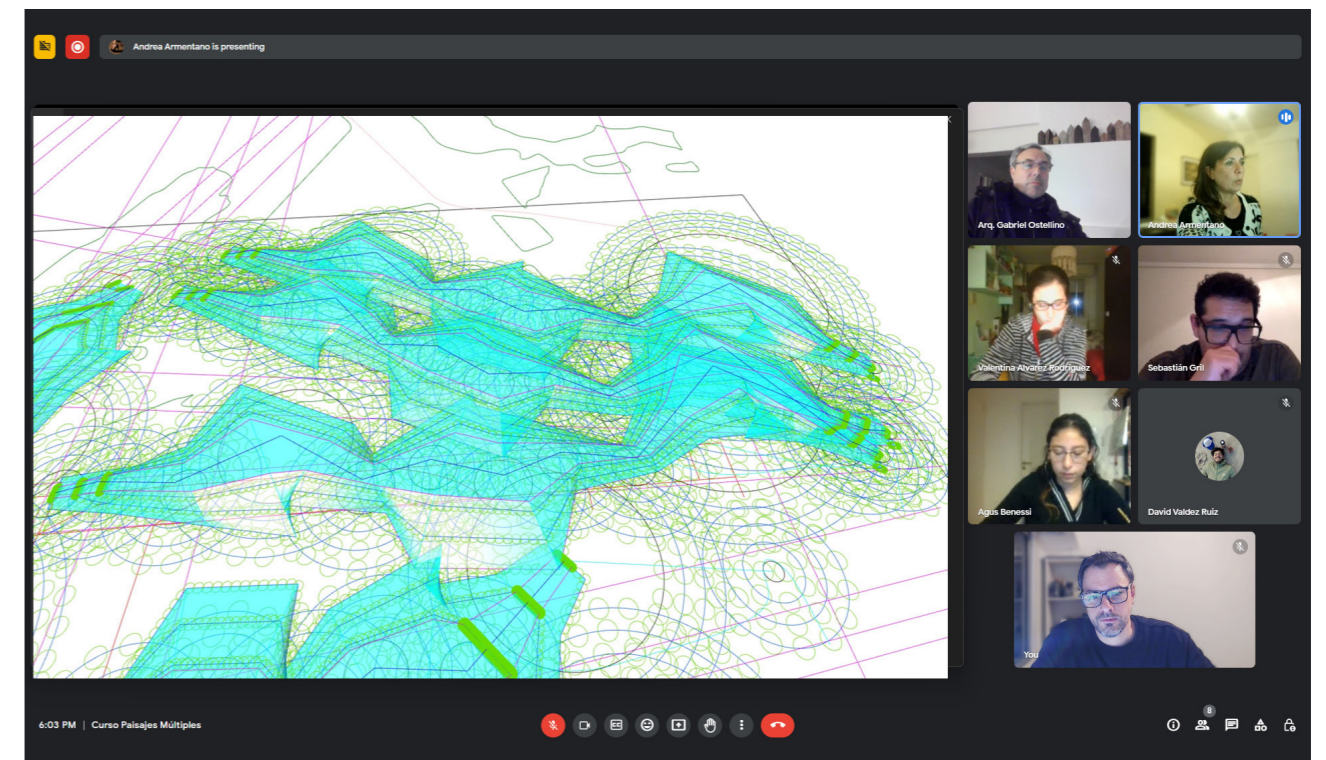 Andrea Armentano is presenting
Arq. Gabriel Ostellino
Andrea Armentano
Valentina Alvarez Rodriguez
Sebastián Gril
Agus Benessi
David Valdez Ruiz
You
6:03 PM | Curso Paisajes Múltiples
8